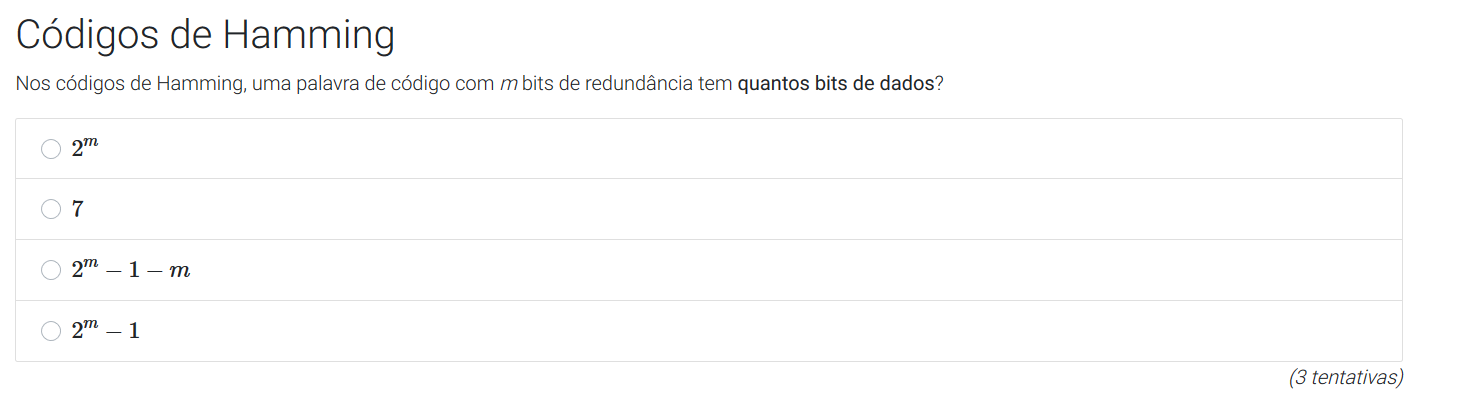 Códigos de Hamming
Nos códigos de Hamming, uma palavra de código com m bits de redundância tem quantos bits de dados?
2^m
7
2^m − 1 − m
2^m − 1
(3 tentativas)